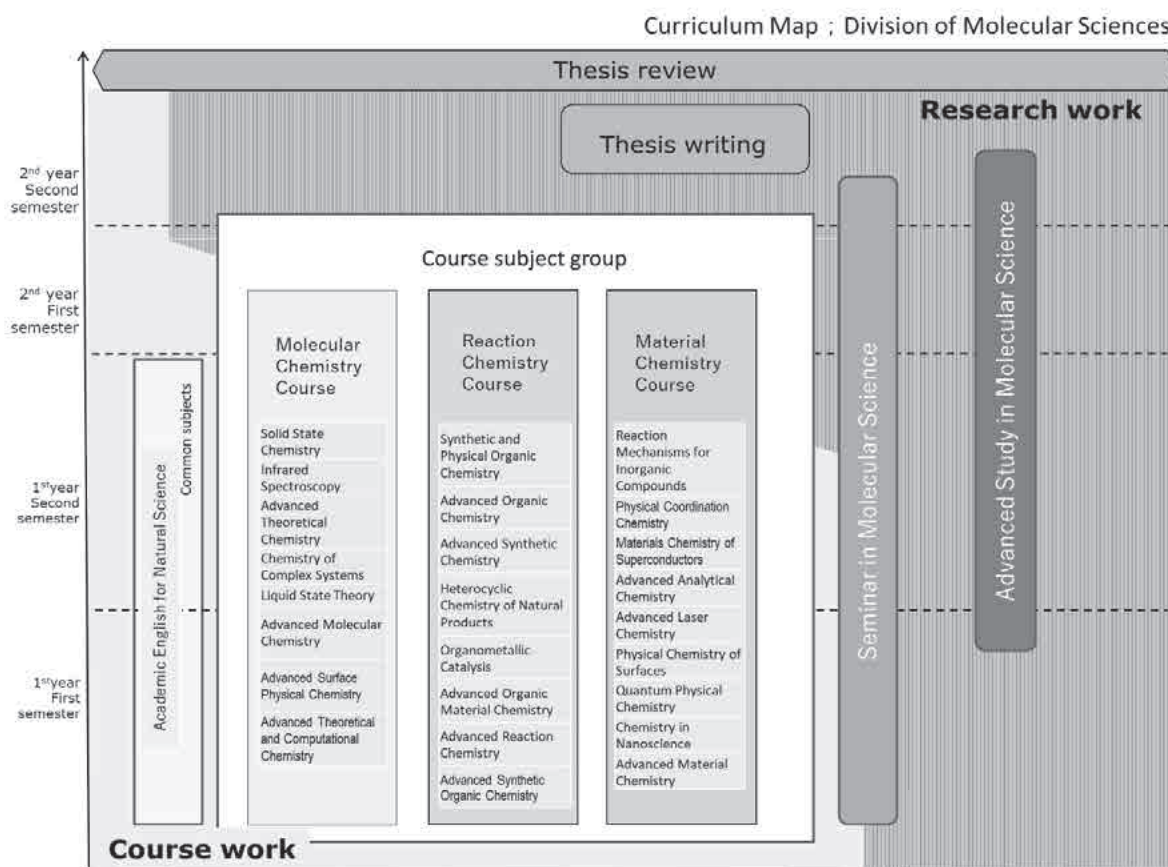 Curriculum Map ; Division of Molecular Sciences
Thesis review
Research work
Thesis writing
2nd year
Second
semester
2nd year
First
semester
1st year
Second
semester
1st year
First
semester
Course subject group
Common subjects
Academic English for Natural Science
Molecular
Chemistry
Course
Solid State
Chemistry
Infrared
Spectroscopy
Advanced
Theoretical
Chemistry
Chemistry of
Complex Systems
Liquid State Theory
Advanced Molecular
Chemistry
Advanced Surface
Physical Chemistry
Advanced Theoretical
and Computational
Chemistry
Reaction
Chemistry
Course
Synthetic and
Physical Organic
Chemistry
Advanced Organic
Chemistry
Advanced Synthetic
Chemistry
Heterocyclic
Chemistry of Natural
Products
Organometallic
Catalysis
Advanced Organic
Material Chemistry
Advanced Reaction
Chemistry
Advanced Synthetic
Organic Chemistry
Material
Chemistry
Course
Reaction
Mechanisms for
Inorganic
Compounds
Physical Coordination
Chemistry
Materials Chemistry of
Superconductors
Advanced Analytical
Chemistry
Advanced Laser
Chemistry
Physical Chemistry of
Surfaces
Quantum Physical
Chemistry
Chemistry in
Nanoscience
Advanced Material
Chemistry
Seminar in Molecular Science
Advanced Study in Molecular Science
Course work